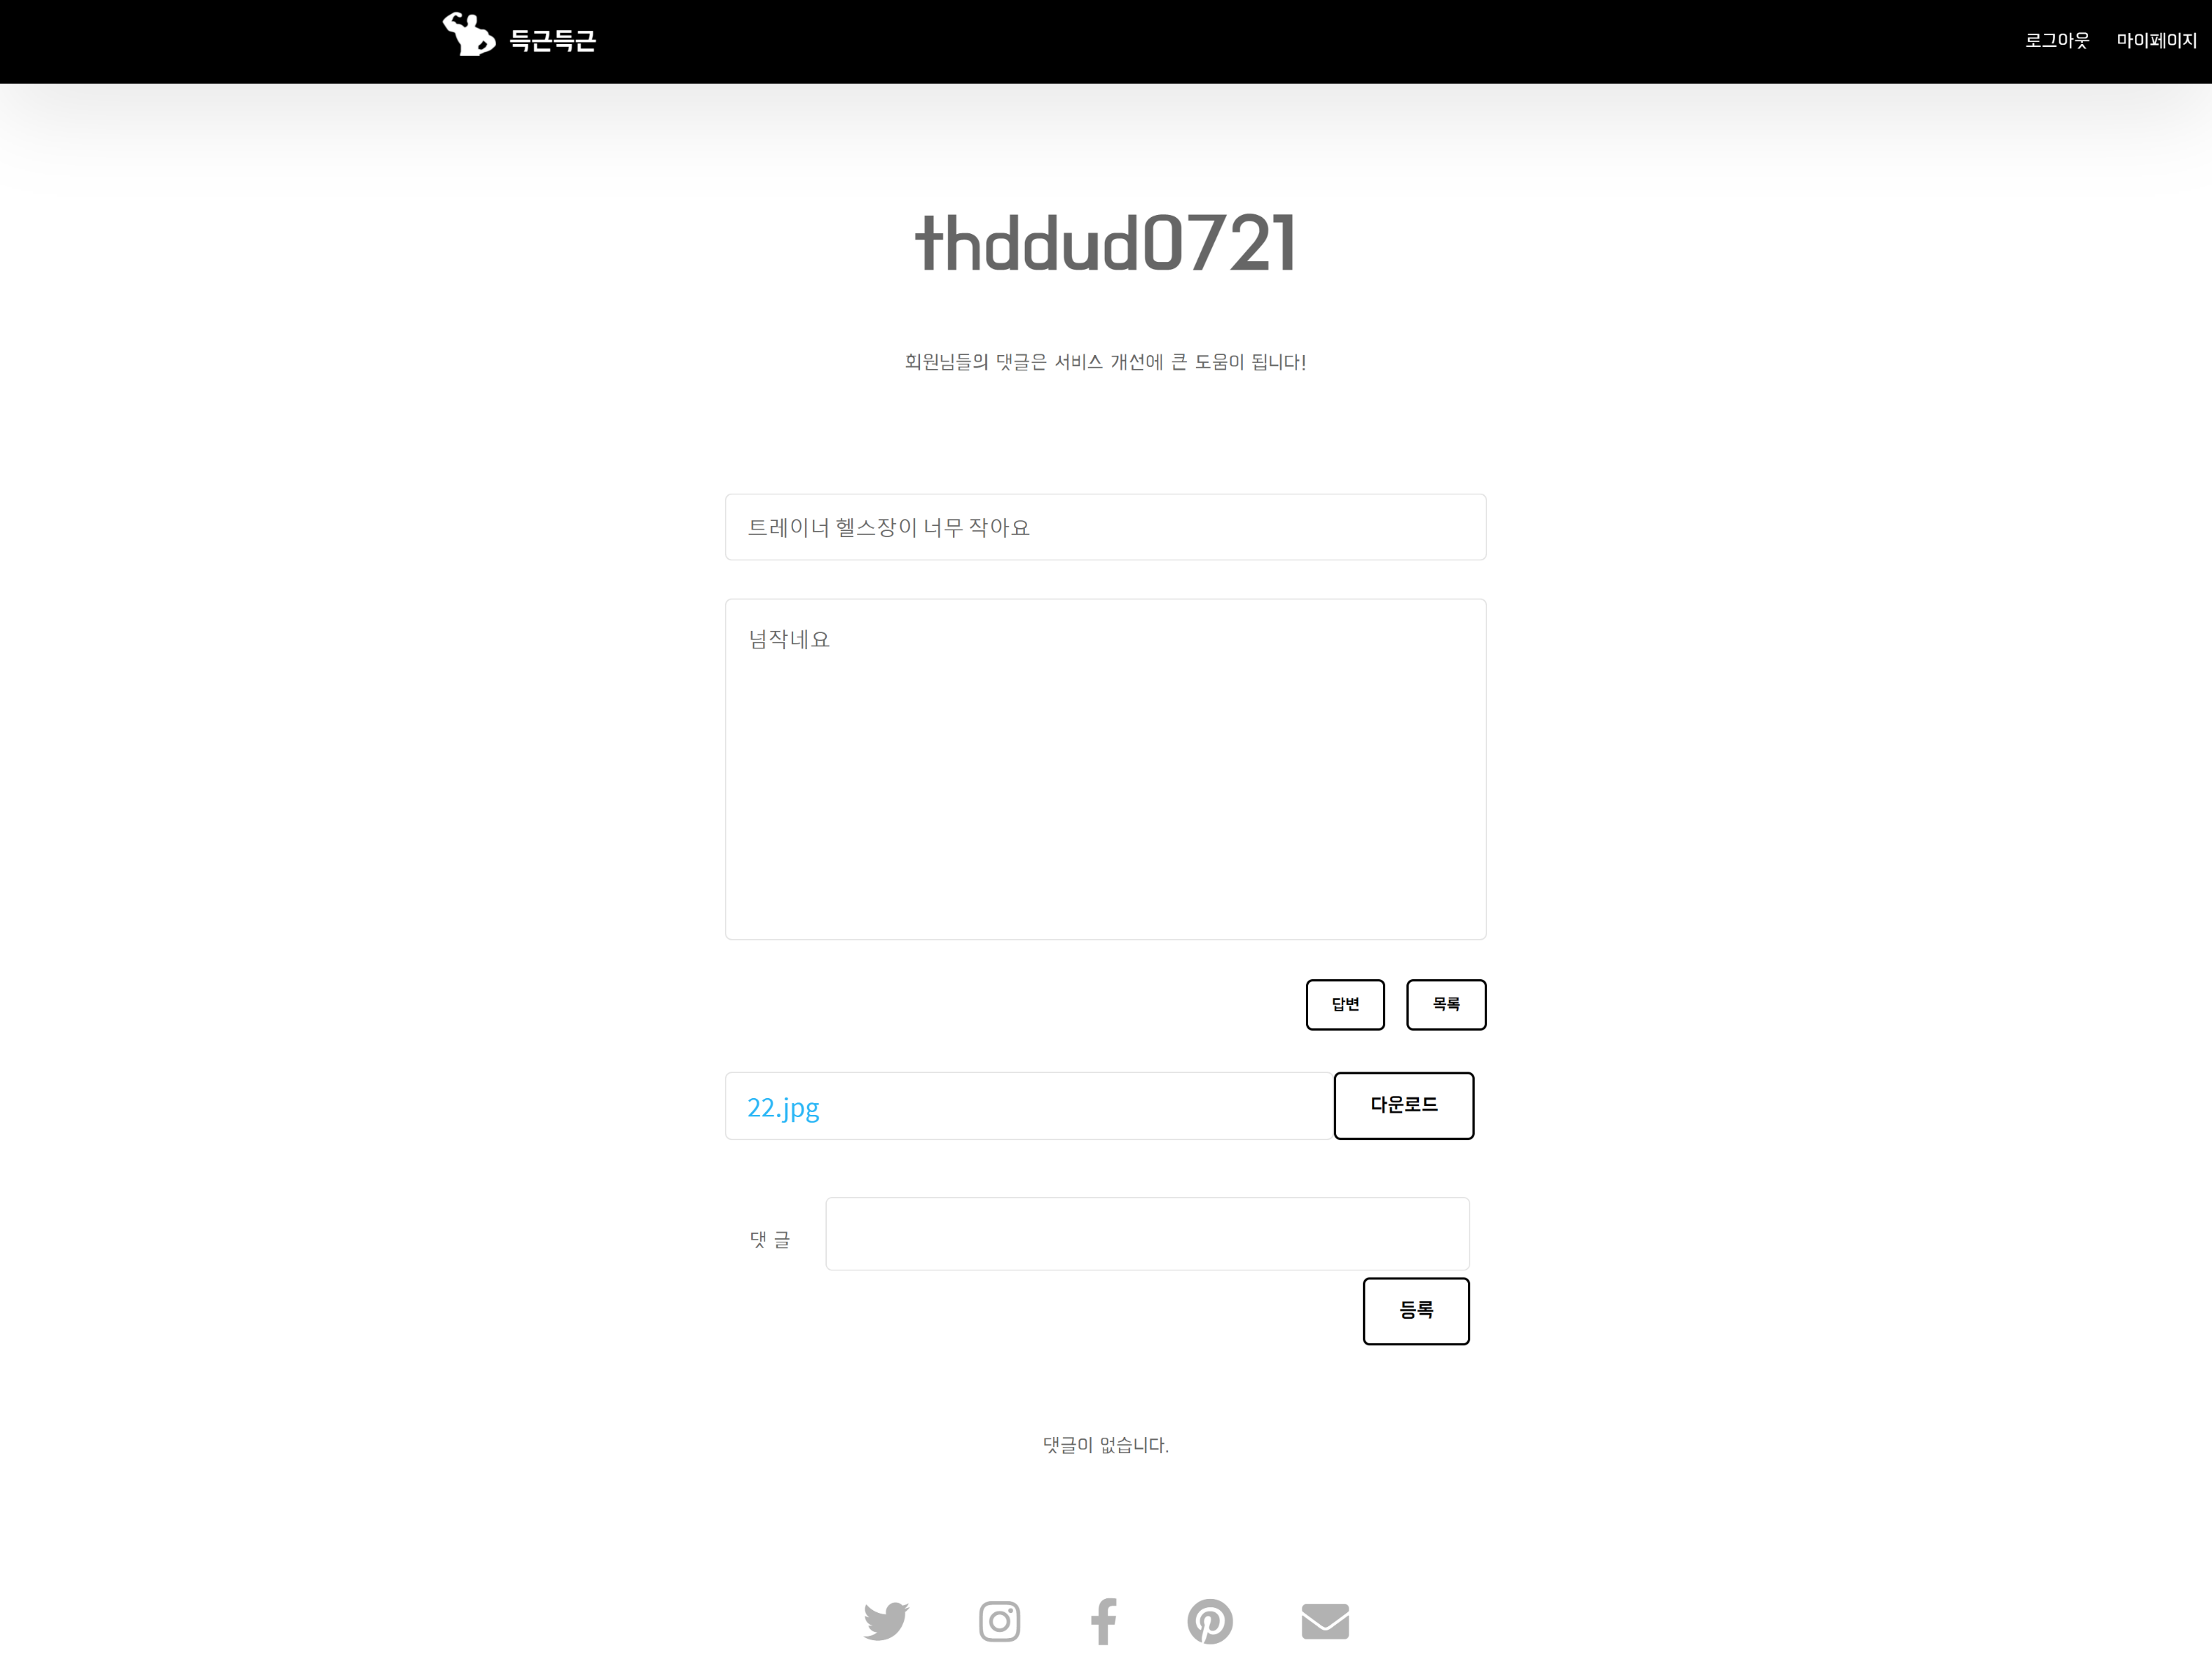 득근득근
로그아웃 마이페이지
thddud0721
회원님들의 댓글은 서비스 개선에 큰 도움이 됩니다!
트레이너 헬스장이 너무 작아요
넘작네요
답변 목록
22.jpg 다운로드
댓 글
등록
댓글이 없습니다.